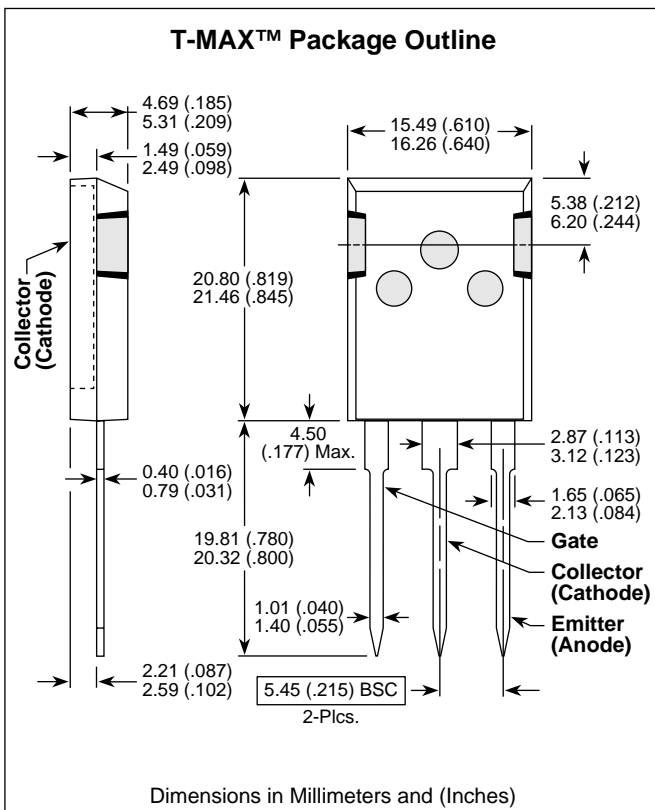 T-MAX™ Package Outline
4.69 (.185)
5.31 (.209)
1.49 (.059)
2.49 (.098)
15.49 (.610)
16.26 (.640)
5.38 (.212)
6.20 (.244)
Collector
(Cathode)
20.80 (.819)
21.46 (.845)
4.50
(.177) Max.
2.87 (.113)
3.12 (.123)
0.40 (.016)
0.79 (.031)
1.65 (.065)
2.13 (.084)
19.81 (.780)
20.32 (.800)
Gate
Collector
(Cathode)
Emitter
(Anode)
1.01 (.040)
1.40 (.055)
2.21 (.087)
2.59 (.102)
5.45 (.215) BSC
2-Plcs.
Dimensions in Millimeters and (Inches)